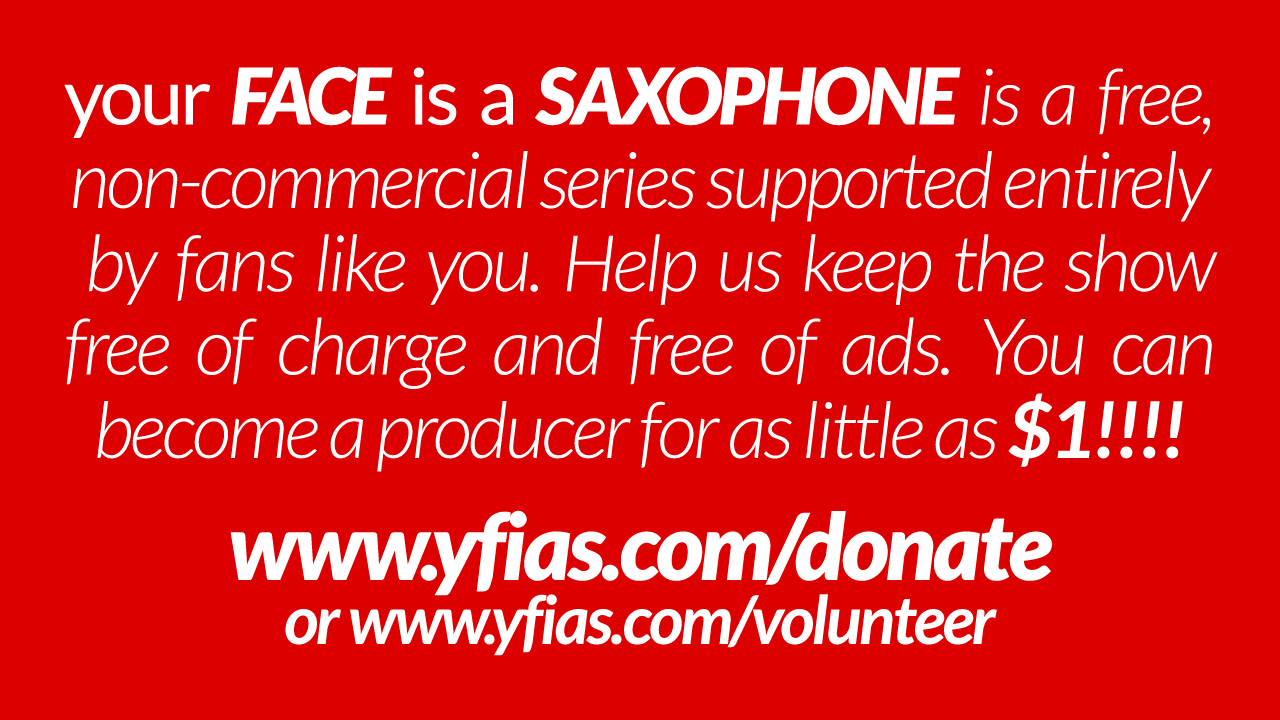 your FACE is a SAXOPHONE is a free,
non-commercial series supported entirely
by fans like you. Help us keep the show
free of charge and free of ads. You can
become a producer for as little as $1!!!!
www.yfias.com/donate
or www.yfias.com/volunteer